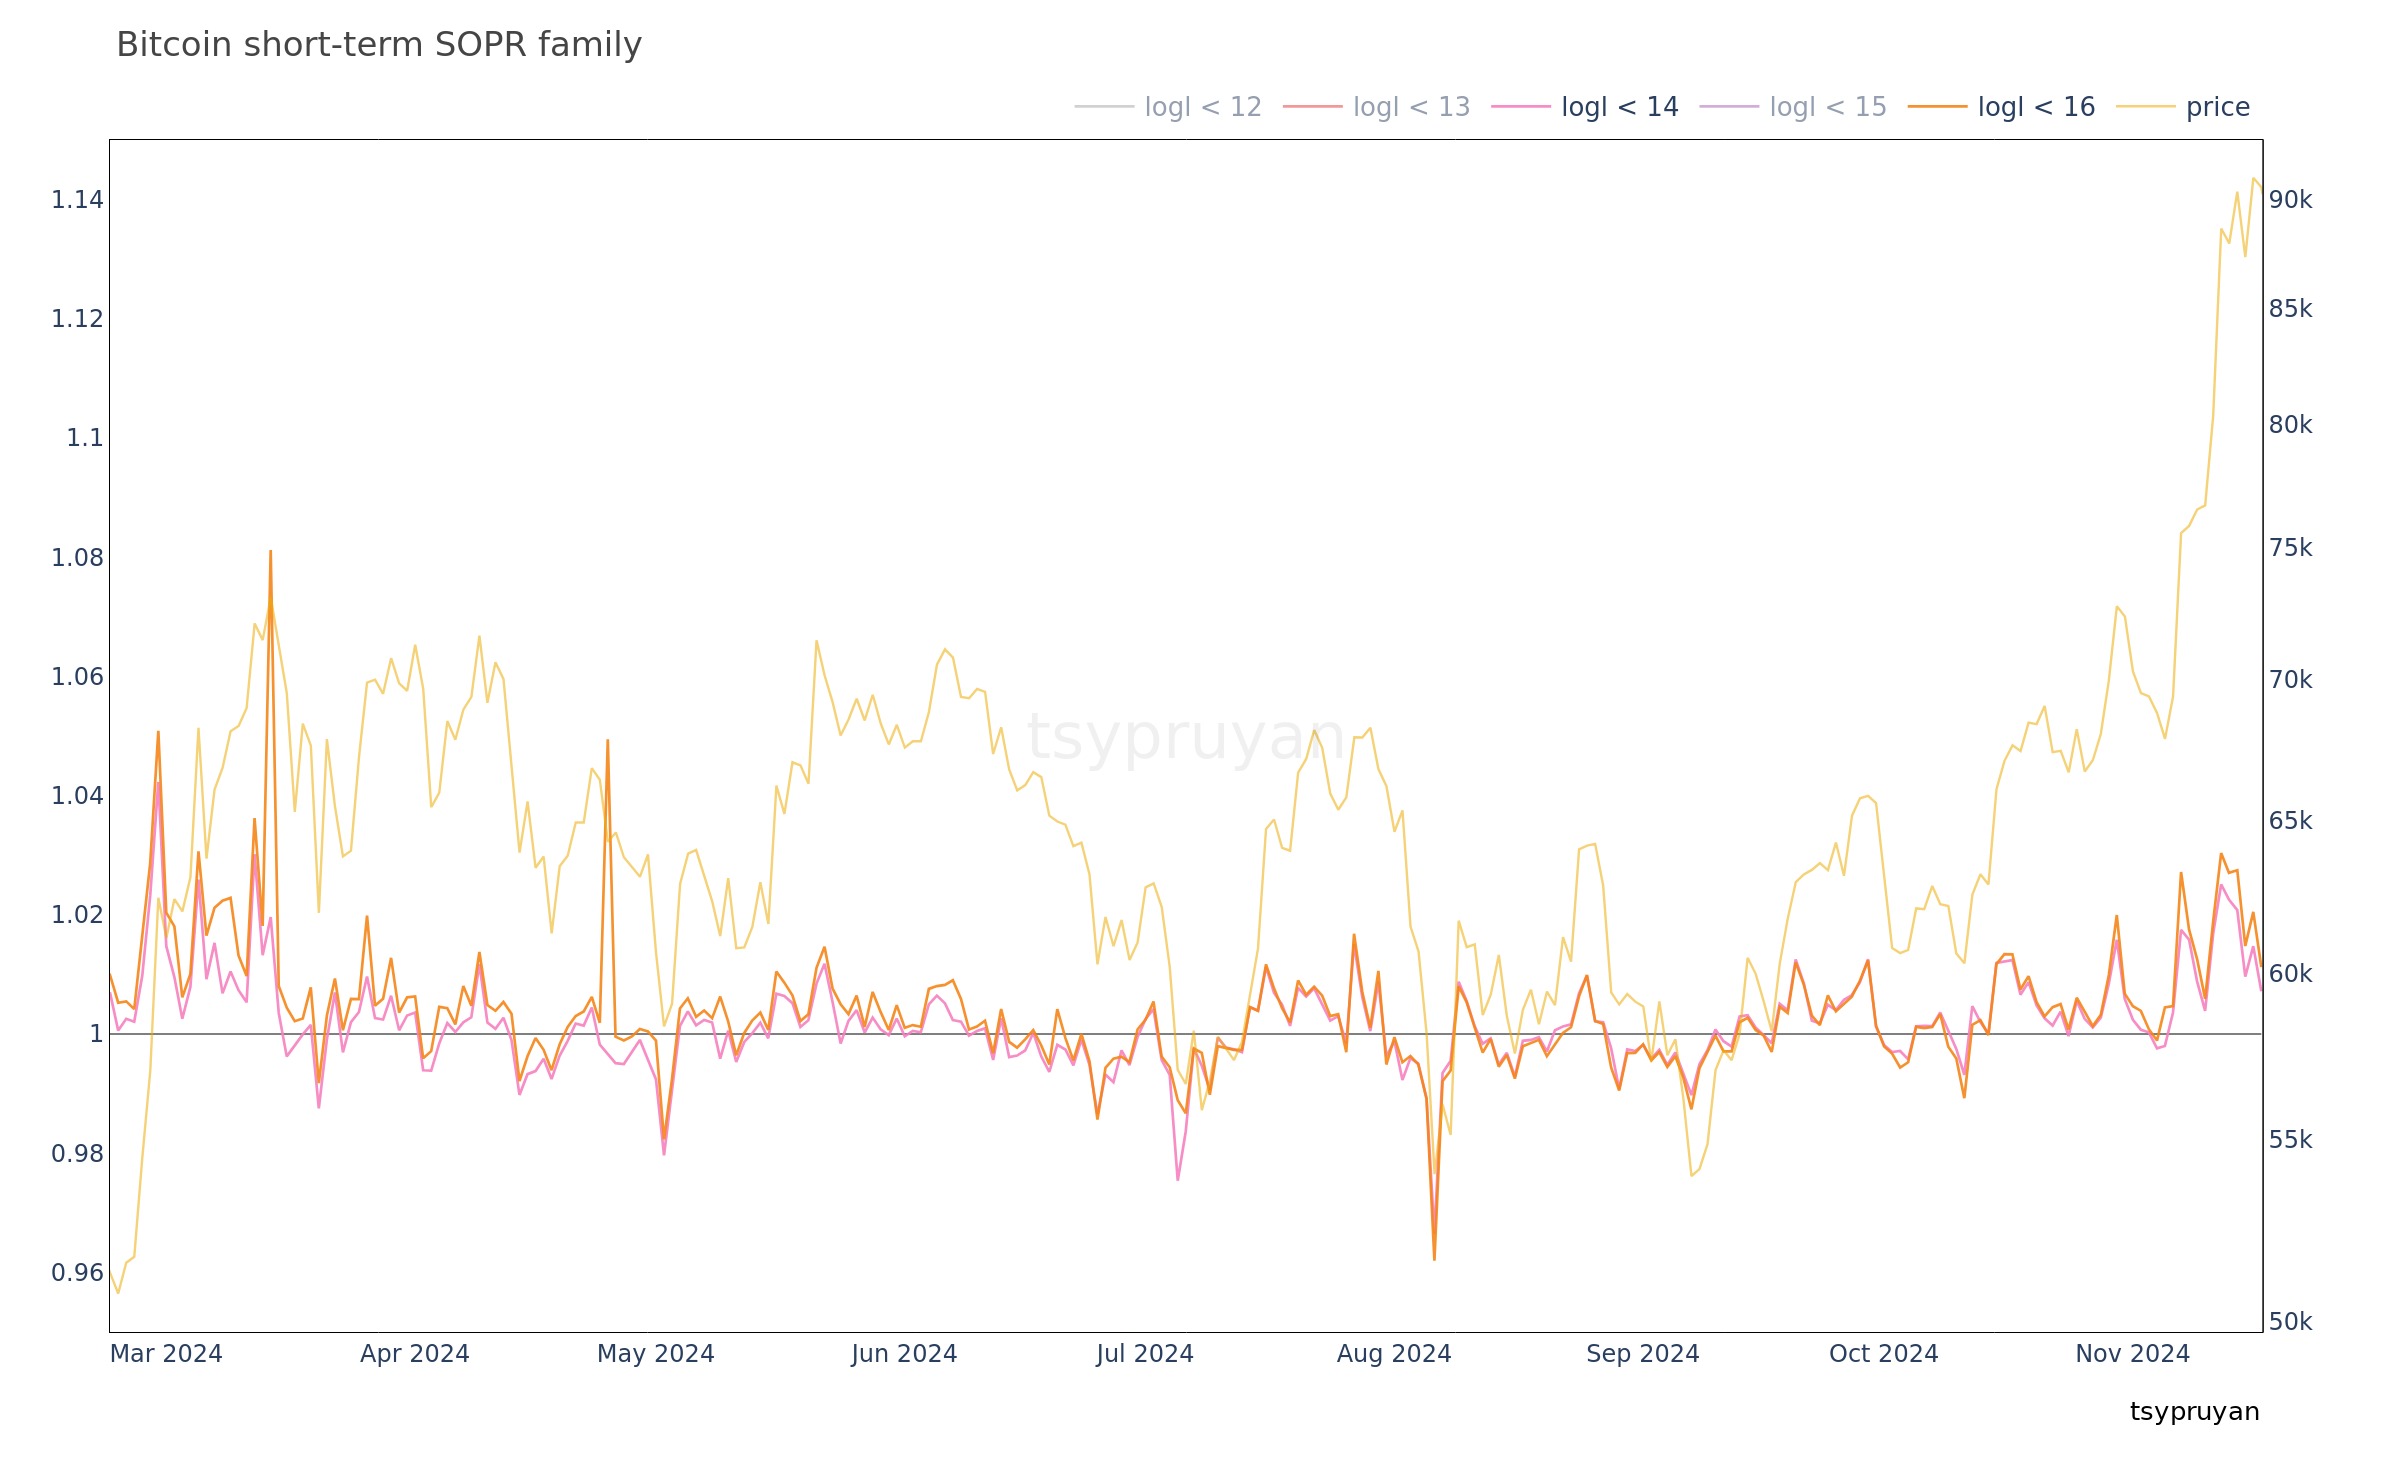 Bitcoin short-term SOPR family
logl < 12 logl < 13 logl < 14 logl < 15 logl < 16 price
1.14 90k
1.12 85k
1.1 80k
1.08 75k
1.06 70k
tsypruyan
1.04 65k
1.02 60k
1
0.98 55k
0.96 50k
Mar 2024 Apr 2024 May 2024 Jun 2024 Jul 2024 Aug 2024 Sep 2024 Oct 2024 Nov 2024
tsypruyan